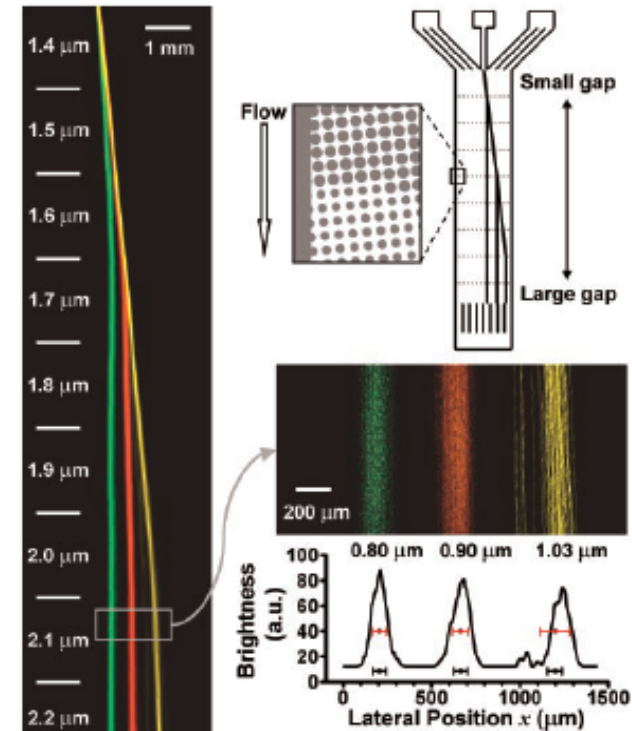 1.4 μm
1.5 μm
1.6 μm
1.7 μm
1.8 μm
1.9 μm
2.0 μm
2.1 μm
2.2 μm
1 mm
Flow
Small gap
Large gap
200 μm
0.80 μm 0.90 μm 1.03 μm
Brightness
(a.u.)
100
80
60
40
20
0
0 500 1000 1500
Lateral Position x (μm)